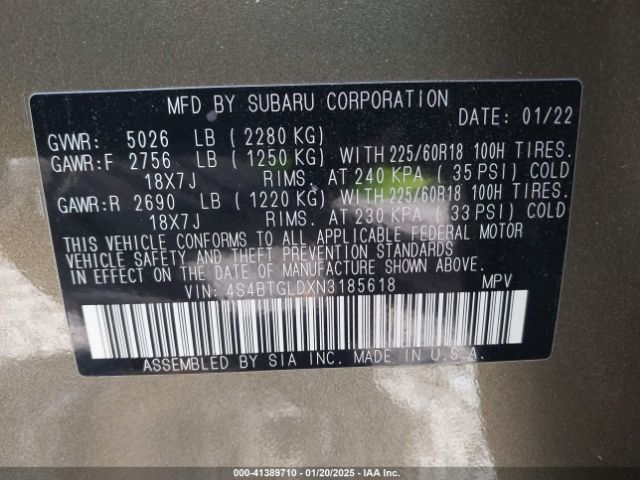 MFD BY SUBARU CORPORATION
DATE: 01/22
GVWR: 5026 LB (2280 KG)
GAWR:F 2756 LB (1250 KG) WITH 225/60R18 100H TIRES.
18X7J RIMS. AT 240 KPA (35 PSI) COLD
GAWR:R 2690 LB (1220 KG) WITH 225/60R18 100H TIRES.
18X7J RIMS. AT 230 KPA (33 PSI) COLD
THIS VEHICLE CONFORMS TO ALL APPLICABLE FEDERAL MOTOR
VEHICLE SAFETY AND THEFT PREVENTION STANDARDS
IN EFFECT ON THE DATE OF MANUFACTURE SHOWN ABOVE.
VIN: 4S4BTGLDXN3185618 MPV
ASSEMBLED BY SIA INC. MADE IN U.S.A.
000-41389710 - 01/20/2025 - IAA Inc.